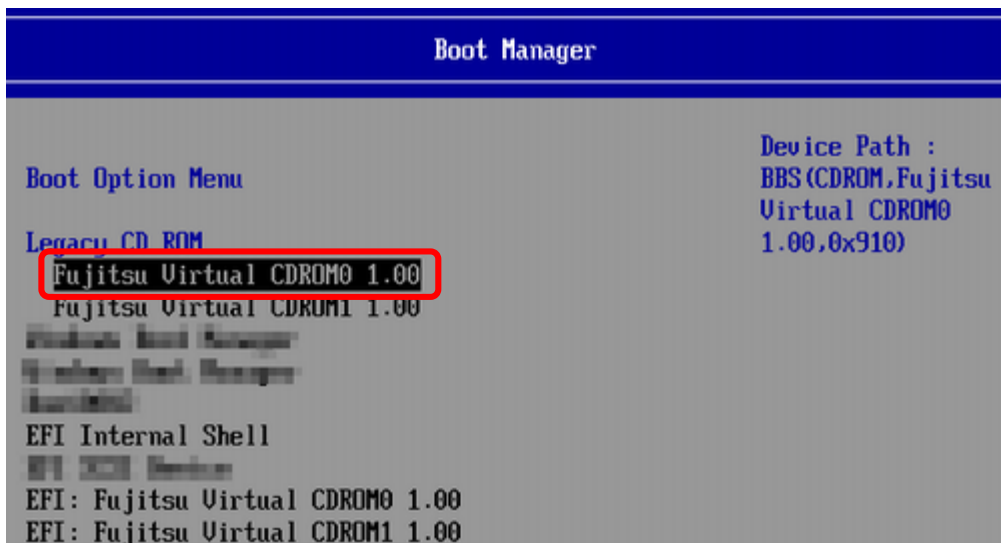 Boot Manager
Boot Option Menu
Legacy CD ROM
Fujitsu Virtual CDROM0 1.00
Fujitsu Virtual CDROM1 1.00
EFI Internal Shell
EFI: Fujitsu Virtual CDROM0 1.00
EFI: Fujitsu Virtual CDROM1 1.00
Device Path :
BBS(CDROM,Fujitsu
Virtual CDROM0
1.00,0x910)